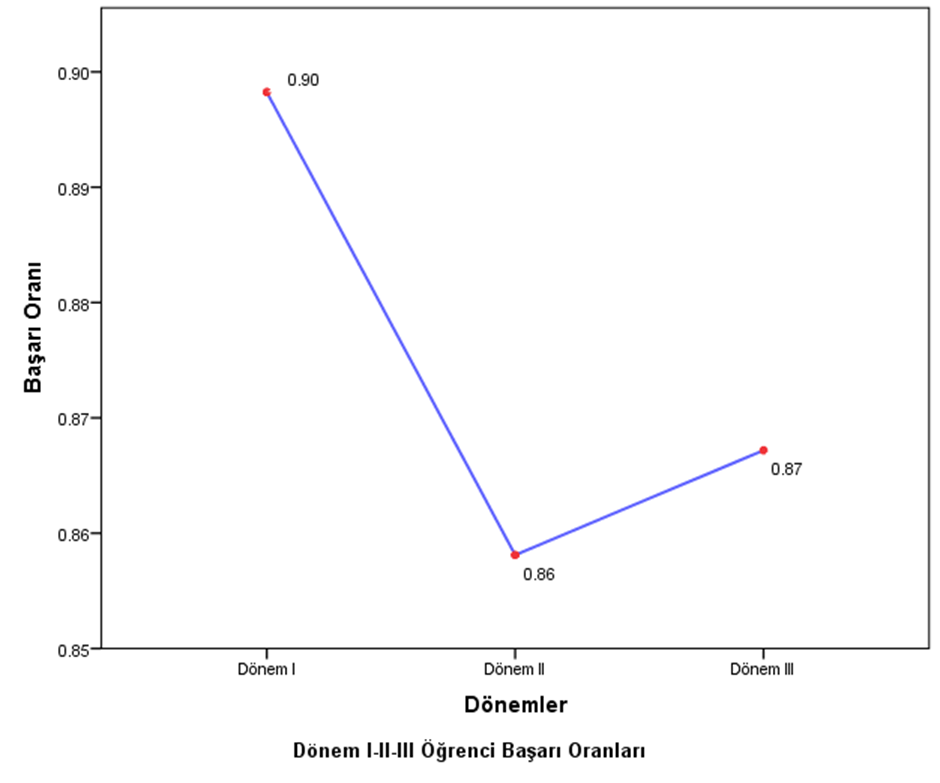 0.90
0.90
0.89
0.88
0.87
0.87
0.86
0.86
0.85
Başarı Oranı
Dönem I
Dönem II
Dönem III
Dönemler
Dönem I-II-III Öğrenci Başarı Oranları